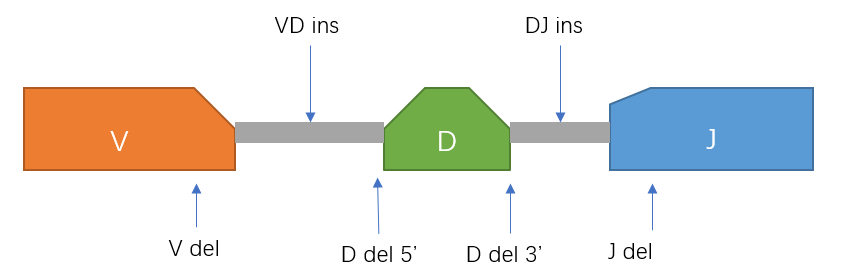 VD ins
DJ ins
V
D
J
V del
D del 5’
D del 3’
J del